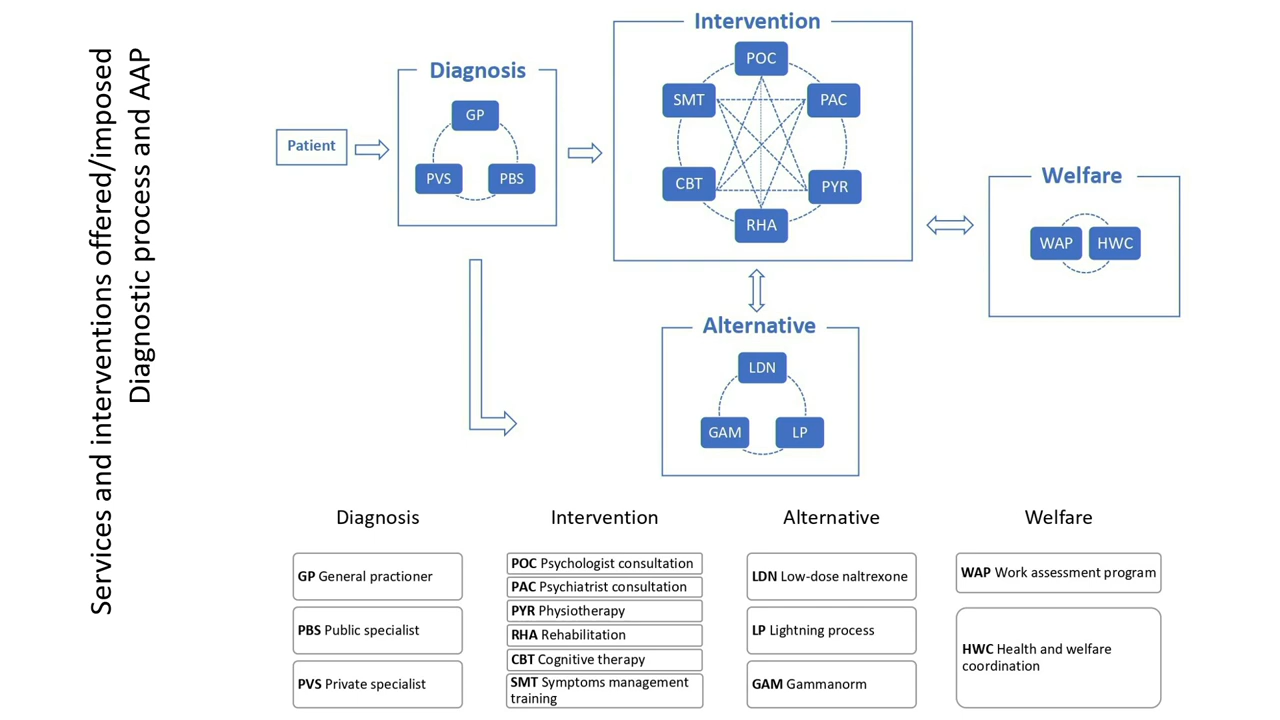 Services and interventions offered/imposed
Diagnostic process and AAP
Patient
Diagnosis
GP
PVS
PBS
Intervention
POC
SMT
PAC
CBT
PYR
RHA
Welfare
WAP
HWC
Alternative
LDN
GAM
LP
Diagnosis
GP General practioner
PBS Public specialist
PVS Private specialist
Intervention
POC Psychologist consultation
PAC Psychiatrist consultation
PYR Physiotherapy
RHA Rehabilitation
CBT Cognitive therapy
SMT Symptoms management
training
Alternative
LDN Low-dose naltrexone
LP Lightning process
GAM Gammanorm
Welfare
WAP Work assessment program
HWC Health and welfare
coordination